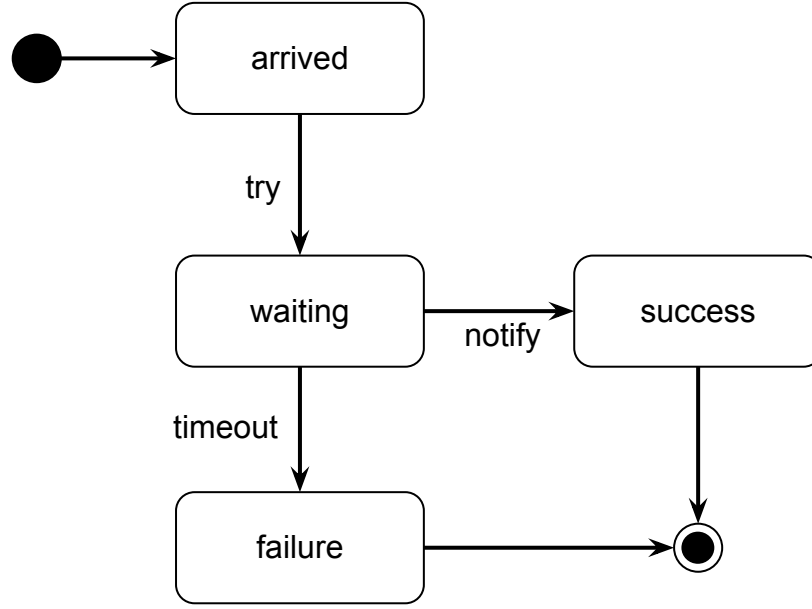 arrived
try
waiting
notify
success
timeout
failure